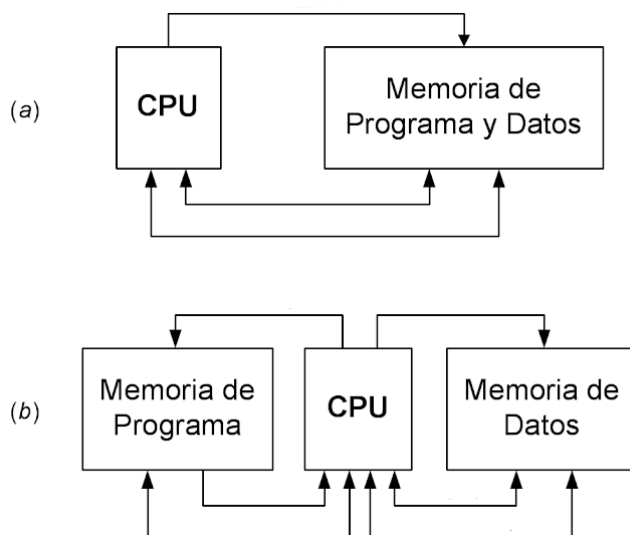 (a)
CPU
Memoria de
Programa y Datos
(b)
Memoria de
Programa
CPU
Memoria de
Datos